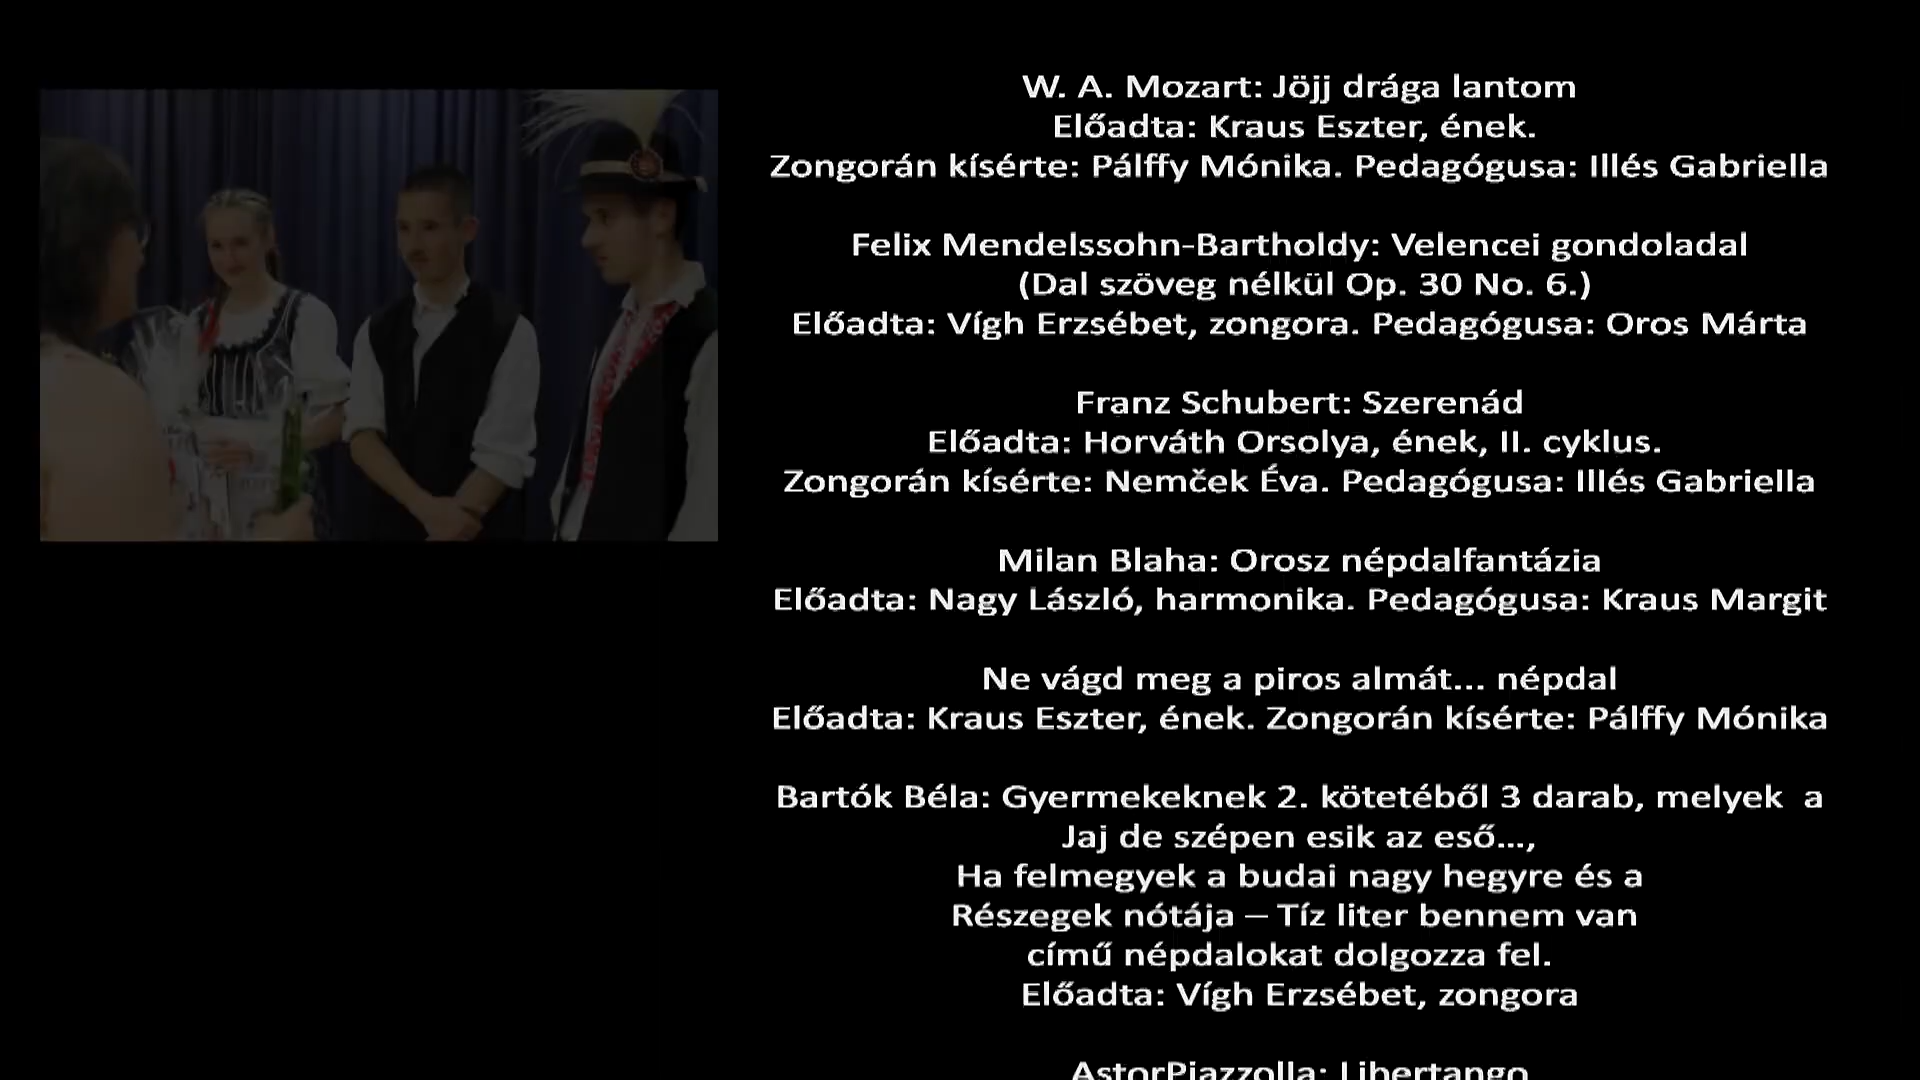 W. A. Mozart: Jöjj drága lantom
Előadta: Kraus Eszter, ének.
Zongorán kísérte: Pálffy Mónika. Pedagógusa: Illés Gabriella
Felix Mendelssohn-Bartholdy: Velencei gondoladal
(Dal szöveg nélkül Op. 30 No. 6.)
Előadta: Vígh Erzsébet, zongora. Pedagógusa: Oros Márta
Franz Schubert: Szerenád
Előadta: Horváth Orsolya, ének, II. cyklus.
Zongorán kísérte: Nemček Éva. Pedagógusa: Illés Gabriella
Milan Blaha: Orosz népdalfantázia
Előadta: Nagy László, harmonika. Pedagógusa: Kraus Margit
Ne vágd meg a piros almát... népdal
Előadta: Kraus Eszter, ének. Zongorán kísérte: Pálffy Mónika
Bartók Béla: Gyermekeknek 2. kötetéből 3 darab, melyek a
Jaj de szépen esik az eső...,
Ha felmegyek a budai nagy hegyre és a
Részegek nótája – Tíz liter bennem van
című népdalokat dolgozza fel.
Előadta: Vígh Erzsébet, zongora
AstorPiazzolla: Libertango